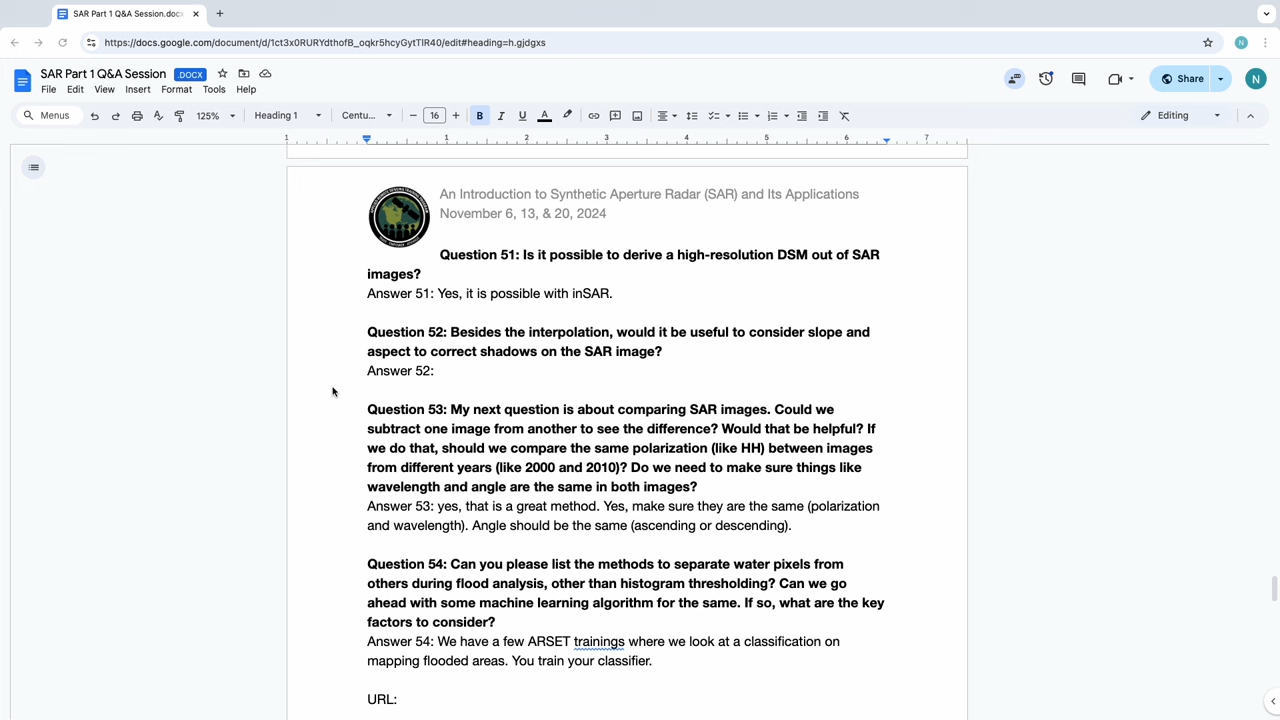 SAR Part 1 Q&A Session.docx
https://docs.google.com/document/d/1ct3x0RURYdthofB_oqkr5hcyGytTlR40/edit#heading=h.gjdgxs
N
SAR Part 1 Q&A Session .DOCX
File Edit View Insert Format Tools Help
Share
N
Menus 125% Heading 1 Centu... 16 B I U A Editing
1 1 2 3 4 5 6 7
An Introduction to Synthetic Aperture Radar (SAR) and Its Applications
November 6, 13, & 20, 2024
Question 51: Is it possible to derive a high-resolution DSM out of SAR
images?
Answer 51: Yes, it is possible with inSAR.
Question 52: Besides the interpolation, would it be useful to consider slope and
aspect to correct shadows on the SAR image?
Answer 52:
Question 53: My next question is about comparing SAR images. Could we
subtract one image from another to see the difference? Would that be helpful? If
we do that, should we compare the same polarization (like HH) between images
from different years (like 2000 and 2010)? Do we need to make sure things like
wavelength and angle are the same in both images?
Answer 53: yes, that is a great method. Yes, make sure they are the same (polarization
and wavelength). Angle should be the same (ascending or descending).
Question 54: Can you please list the methods to separate water pixels from
others during flood analysis, other than histogram thresholding? Can we go
ahead with some machine learning algorithm for the same. If so, what are the key
factors to consider?
Answer 54: We have a few ARSET trainings where we look at a classification on
mapping flooded areas. You train your classifier.
URL: